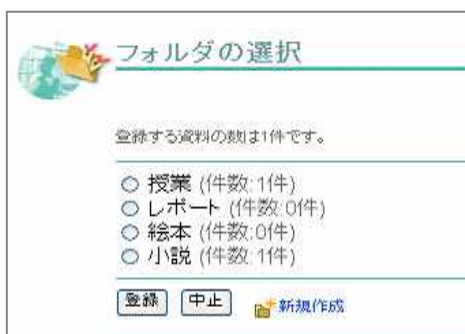 フォルダの選択
登録する資料の数は1件です。
授業 (件数:1件)
レポート (件数:0件)
絵本 (件数:0件)
小説 (件数:1件)
登録 中止 新規作成